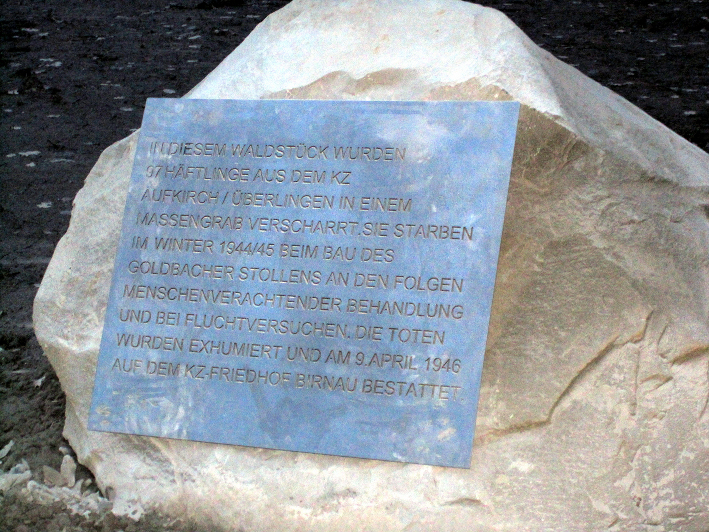 IN DIESEM WALDSTÜCK WURDEN
97 HÄFTLINGE AUS DEM KZ
AUFKIRCH / ÜBERLINGEN IN EINEM
MASSENGRAB VERSCHARRT.SIE STARBEN
IM WINTER 1944/45 BEIM BAU DES
GOLDBACHER STOLLENS AN DEN FOLGEN
MENSCHENVERACHTENDER BEHANDLUNG
UND BEI FLUCHTVERSUCHEN. DIE TOTEN
WURDEN EXHUMIERT UND AM 9.APRIL 1946
AUF DEM KZ-FRIEDHOF BIRNAU BESTATTET.